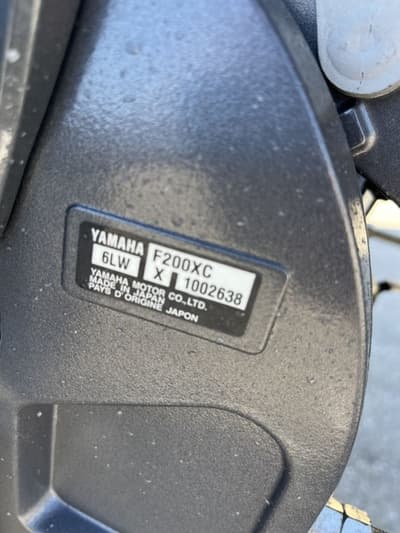 YAMAHA F200XC
6LW X 1002638
YAMAHA MOTOR CO.,LTD.
MADE IN JAPAN
PAYS D'ORIGINE JAPON